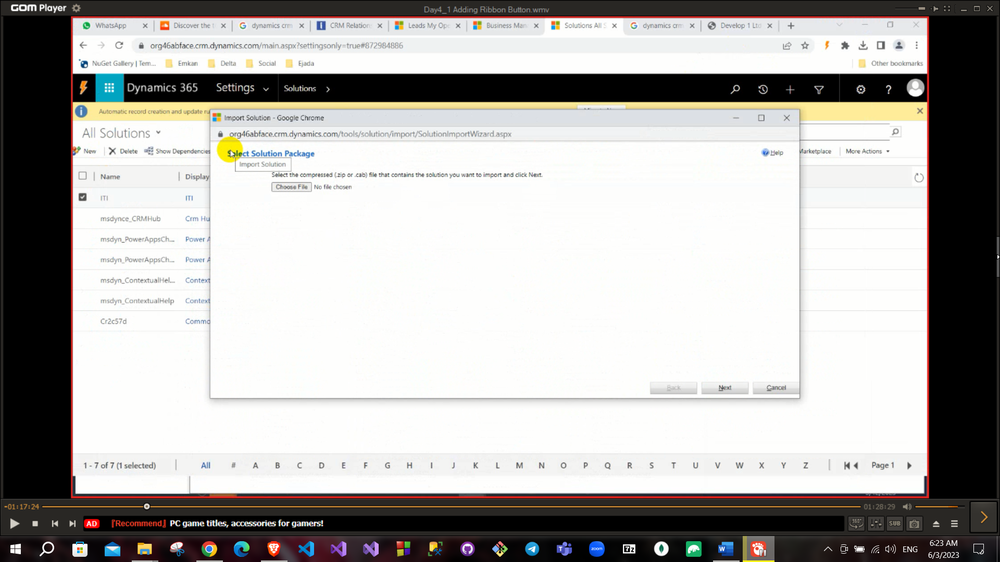 GOM Player
Day4_1 Adding Ribbon Button.wmv
WhatsApp
Discover the t
dynamics crm
CRM Relation
Leads My Ope
Business Man
Solutions All S
dynamics crm
Develop 1 Ltd
org46abface.crm.dynamics.com/main.aspx?settingsonly=true#872984886
NuGet Gallery | Tem...
Emkan
Delta
Social
Ejada
Other bookmarks
Dynamics 365
Settings
Solutions
Automatic record creation and update ru
Import Solution - Google Chrome
org46abface.crm.dynamics.com/tools/solution/import/SolutionImportWizard.aspx
All Solutions
New
Delete
Show Dependencies
Marketplace
More Actions
Select Solution Package
Help
Import Solution
Select the compressed (.zip or .cab) file that contains the solution you want to import and click Next.
Choose File No file chosen
Name
Display
ITI
ITI
msdynce_CRMHub
Crm Hu
msdyn_PowerAppsCh...
Power A
msdyn_PowerAppsCh...
Power A
msdyn_ContextualHel...
Context
msdyn_ContextualHelp
Context
Cr2c57d
Commo
Back
Next
Cancel
1 - 7 of 7 (1 selected)
All # A B C D E F G H I J K L M N O P Q R S T U V W X Y Z
Page 1
-01:17:24
01:28:29
AD
『Recommend』 PC game titles, accessories for gamers!
360°
SUB
zoom
7z
W
ENG
6:23 AM
6/3/2023